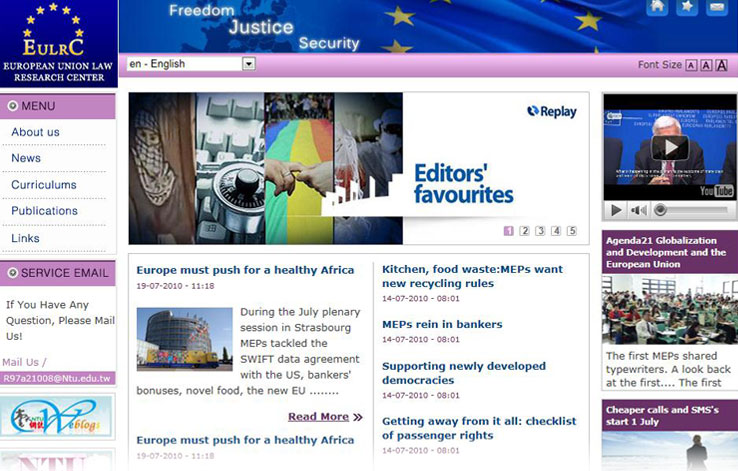 Freedom
Justice
Security
EULRC
EUROPEAN UNION LAW
RESEARCH CENTER
en - English
Font Size A A A
MENU
About us
News
Curriculums
Publications
Links
SERVICE EMAIL
If You Have Any
Question, Please Mail
Us!
Mail Us /
R97a21008@Ntu.edu.tw
NTU
Weblogs
NTU
Replay
Editors'
favourites
1 2 3 4 5
Europe must push for a healthy Africa
19-07-2010 - 11:18
During the July plenary
session in Strasbourg
MEPs tackled the
SWIFT data agreement
with the US, bankers'
bonuses, novel food, the new EU ........
Read More
Europe must push for a healthy Africa
19-07-2010 - 11:18
Kitchen, food waste:MEPs want
new recycling rules
14-07-2010 - 08:01
MEPs rein in bankers
14-07-2010 - 08:01
Supporting newly developed
democracies
14-07-2010 - 08:01
Getting away from it all: checklist
of passenger rights
14-07-2010 - 08:01
YouTube
Agenda21 Globalization
and Development and the
European Union
The first MEPs shared
typewriters. A look back
at the first.... The first
Cheaper calls and SMS's
start 1 July